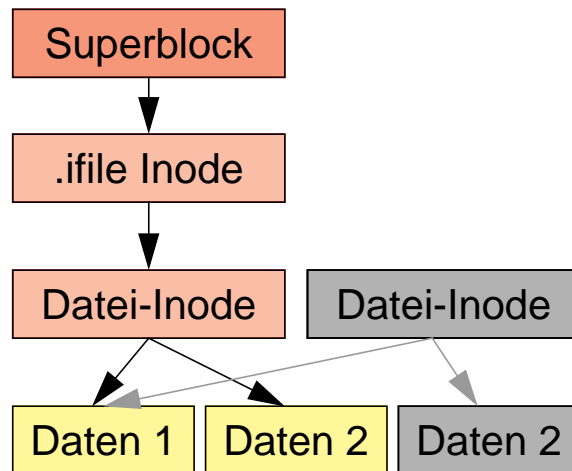 Superblock
.ifile Inode
Datei-Inode
Datei-Inode
Daten 1
Daten 2
Daten 2